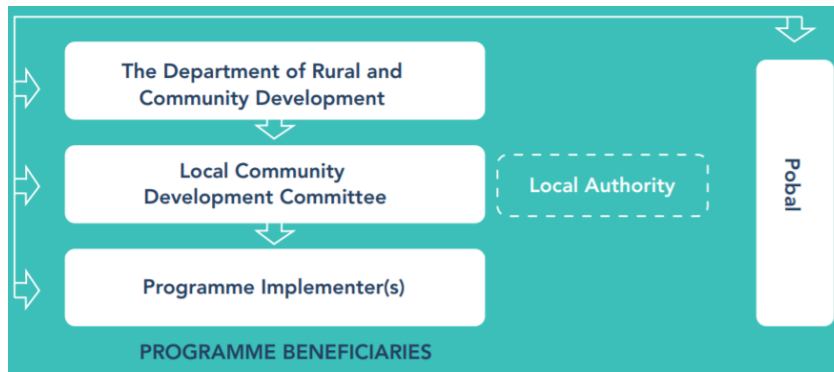 The Department of Rural and
Community Development
Local Community
Development Committee
Local Authority
Pobal
Programme Implementer(s)
PROGRAMME BENEFICIARIES